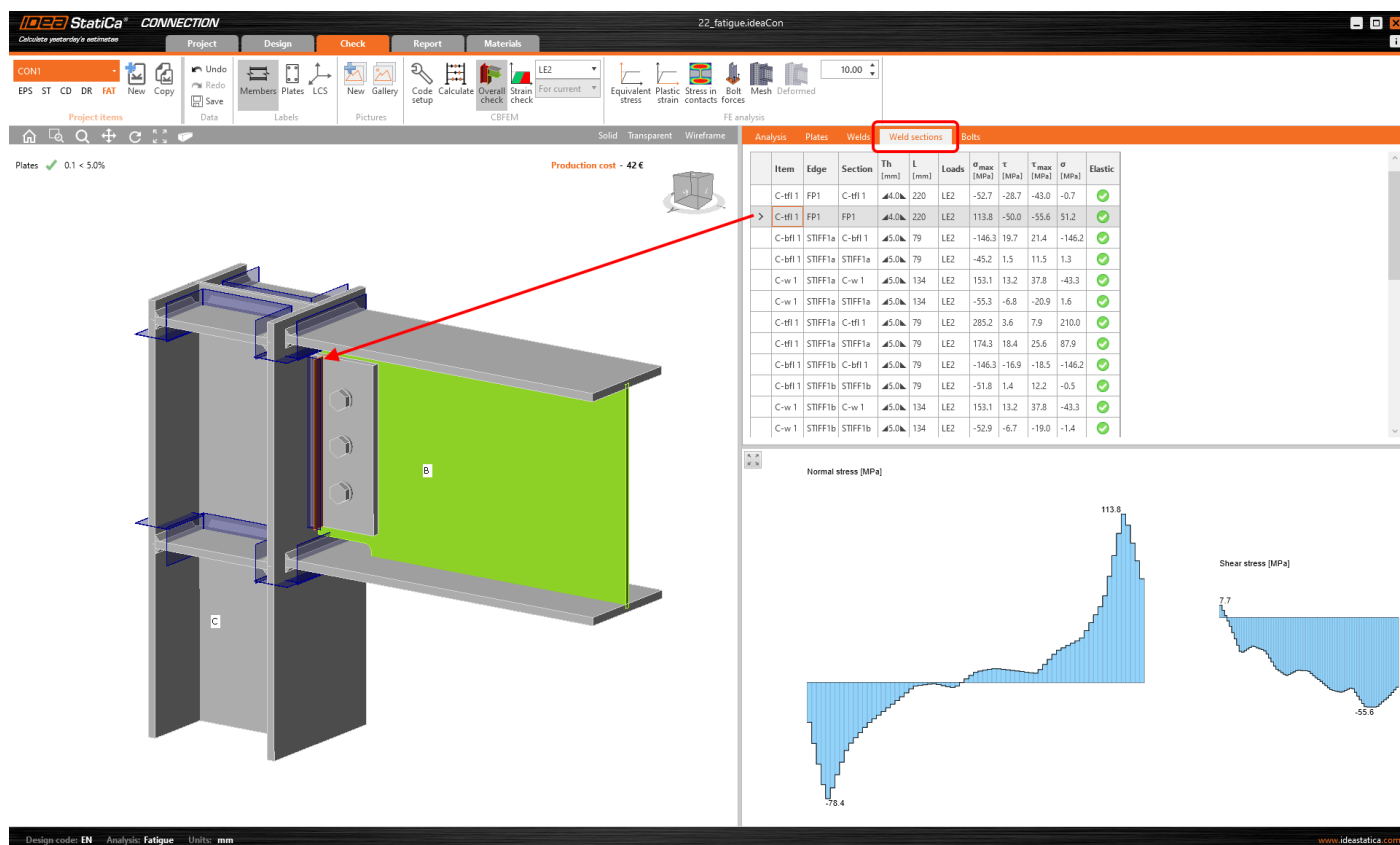 IDEA StatiCa® CONNECTION
Calculate yesterday's estimates
22_fatigue.ideaCon
Project Design Check Report Materials
CON1
EPS ST CD DR FAT
New Copy
Project items
Undo
Redo
Save
Data
Members Plates LCS
Labels
New Gallery
Pictures
Code setup Calculate Overall check Strain check
LE2
For current
CBFEM
Equivalent stress Plastic strain Stress in contacts Bolt forces Mesh Deformed
10.00
FE analysis
Solid Transparent Wireframe
Plates 0.1 < 5.0%
Production cost - 42 €
B
C
Analysis Plates Welds Weld sections Bolts
Item Edge Section Th [mm] L [mm] Loads σmax [MPa] τ [MPa] τmax [MPa] σ [MPa] Elastic
C-tfl 1 FP1 C-tfl 1 4.0 220 LE2 -52.7 -28.7 -43.0 -0.7
> C-tfl 1 FP1 FP1 4.0 220 LE2 113.8 -50.0 -55.6 51.2
C-bfl 1 STIFF1a C-bfl 1 5.0 79 LE2 -146.3 19.7 21.4 -146.2
C-bfl 1 STIFF1a STIFF1a 5.0 79 LE2 -45.2 1.5 11.5 1.3
C-w 1 STIFF1a C-w 1 5.0 134 LE2 153.1 13.2 37.8 -43.3
C-w 1 STIFF1a STIFF1a 5.0 134 LE2 -55.3 -6.8 -20.9 1.6
C-tfl 1 STIFF1a C-tfl 1 5.0 79 LE2 285.2 3.6 7.9 210.0
C-tfl 1 STIFF1a STIFF1a 5.0 79 LE2 174.3 18.4 25.6 87.9
C-bfl 1 STIFF1b C-bfl 1 5.0 79 LE2 -146.3 -16.9 -18.5 -146.2
C-bfl 1 STIFF1b STIFF1b 5.0 79 LE2 -51.8 1.4 12.2 -0.5
C-w 1 STIFF1b C-w 1 5.0 134 LE2 153.1 13.2 37.8 -43.3
C-w 1 STIFF1b STIFF1b 5.0 134 LE2 -52.9 -6.7 -19.0 -1.4
Normal stress [MPa]
113.8
-78.4
Shear stress [MPa]
7.7
-55.6
Design code: EN Analysis: Fatigue Units: mm
www.ideastatica.com